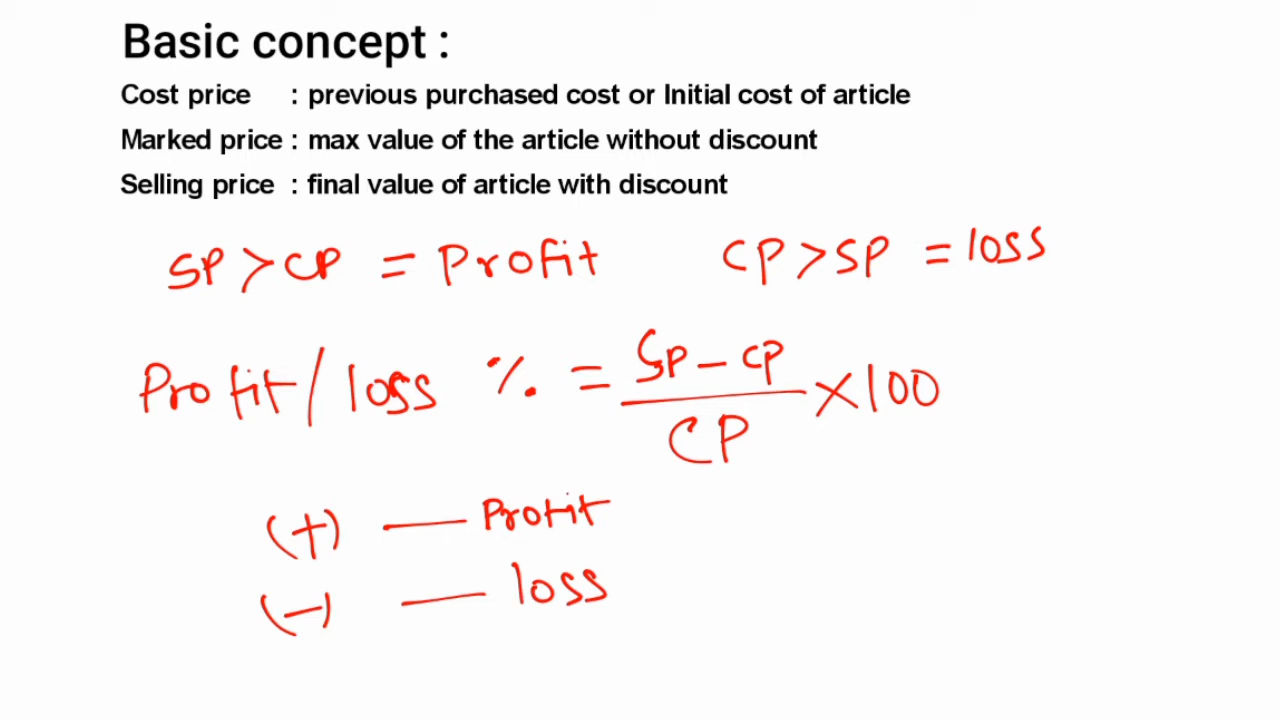 Basic concept :
Cost price : previous purchased cost or Initial cost of article
Marked price : max value of the article without discount
Selling price : final value of article with discount
SP > CP = Profit CP > SP = loss
Profit / loss % = SP - CP / CP × 100
(+) — Profit
(-) — loss